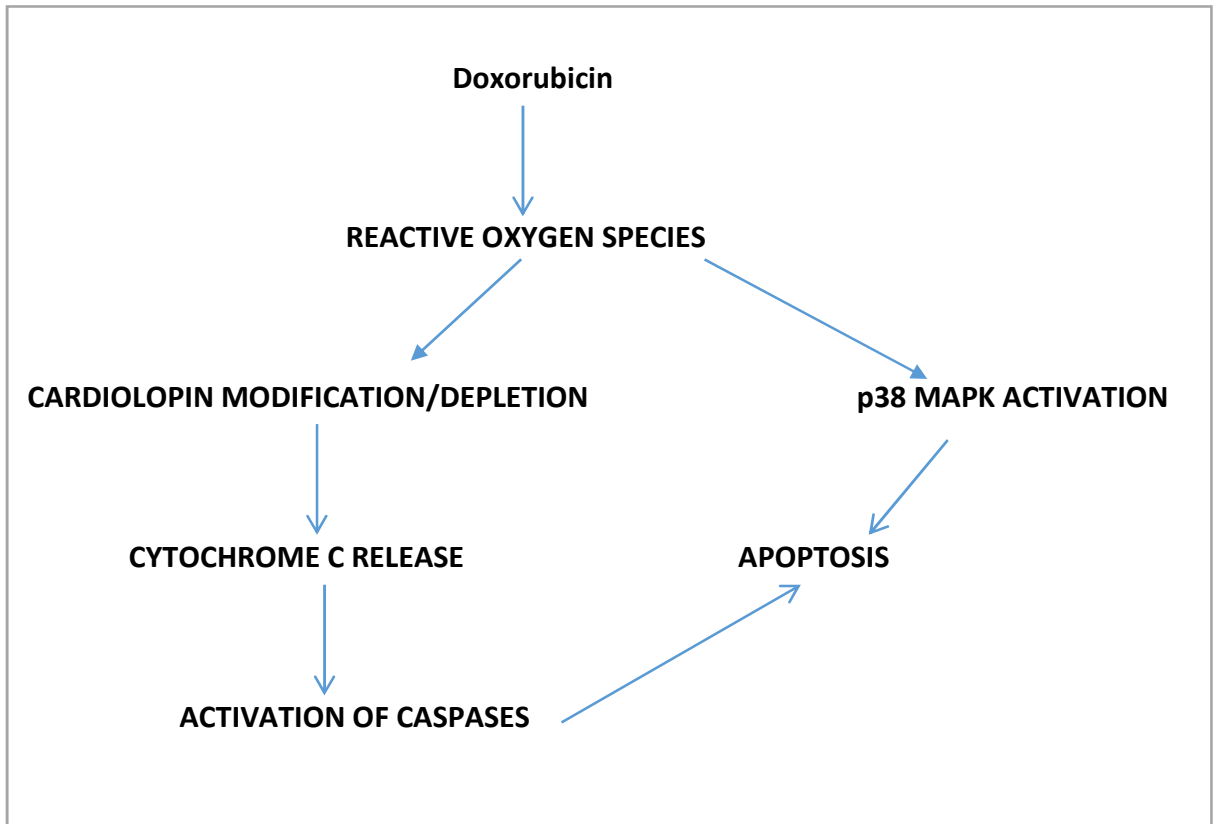 Doxorubicin
REACTIVE OXYGEN SPECIES
CARDIOLOPIN MODIFICATION/DEPLETION
p38 MAPK ACTIVATION
CYTOCHROME C RELEASE
APOPTOSIS
ACTIVATION OF CASPASES